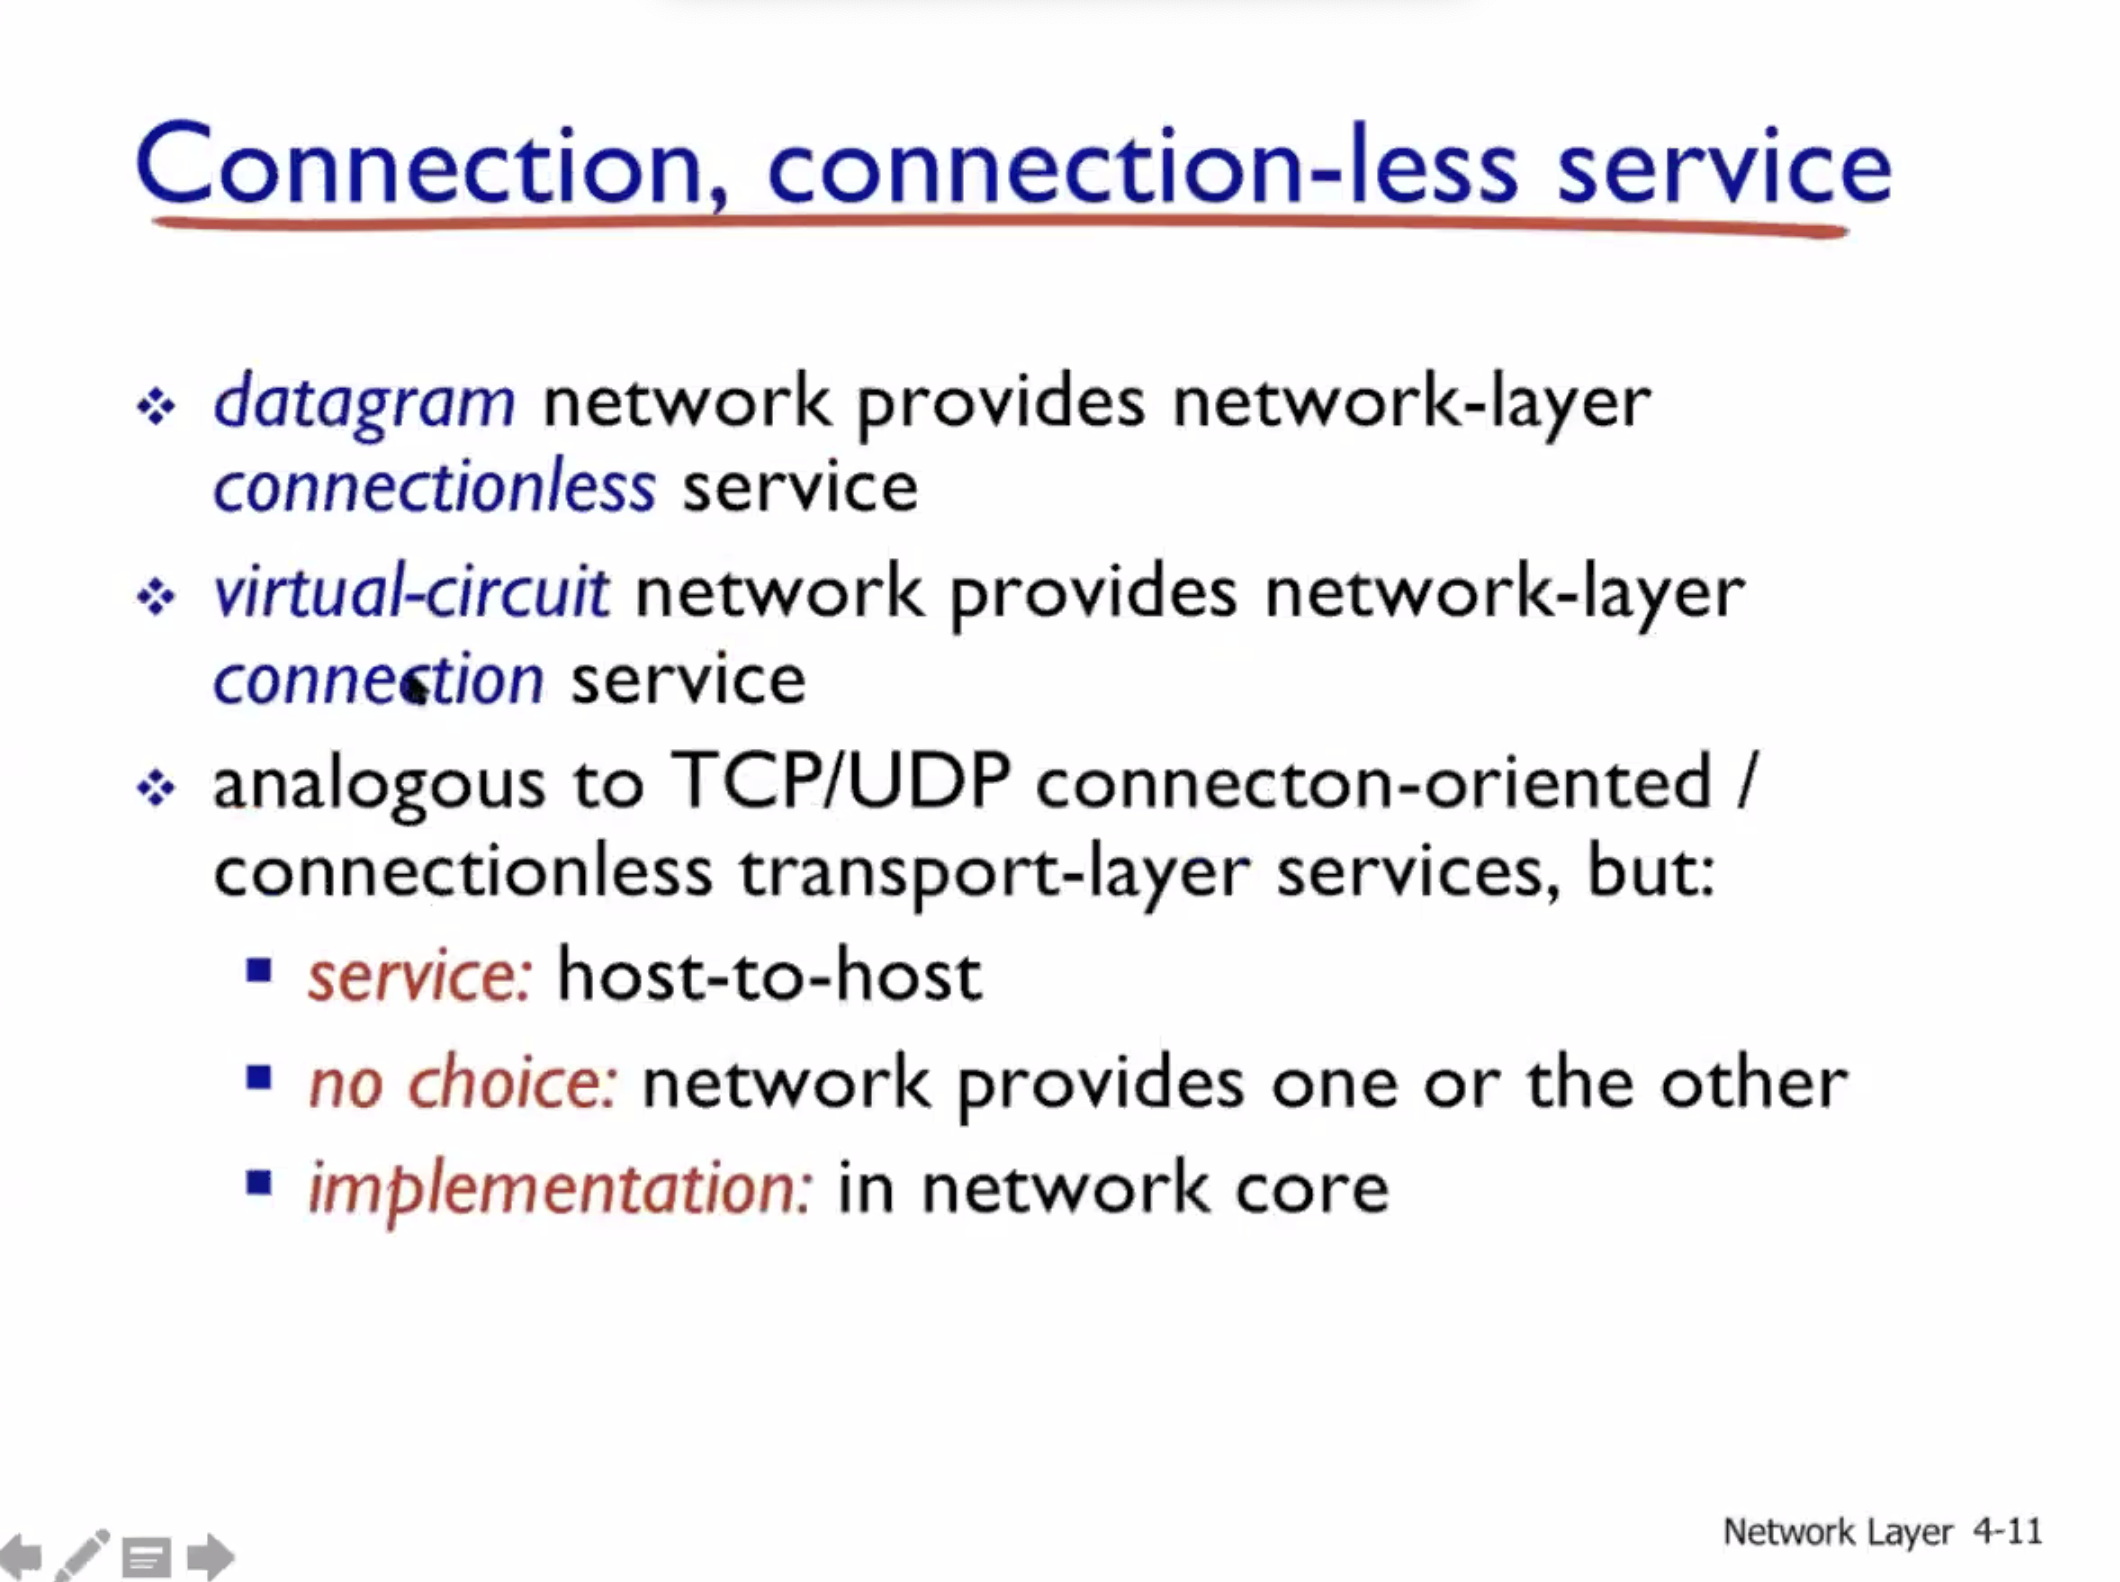 Connection, connection-less service
datagram network provides network-layer
connectionless service
virtual-circuit network provides network-layer
connection service
analogous to TCP/UDP connecton-oriented /
connectionless transport-layer services, but:
service: host-to-host
no choice: network provides one or the other
implementation: in network core
Network Layer 4-11